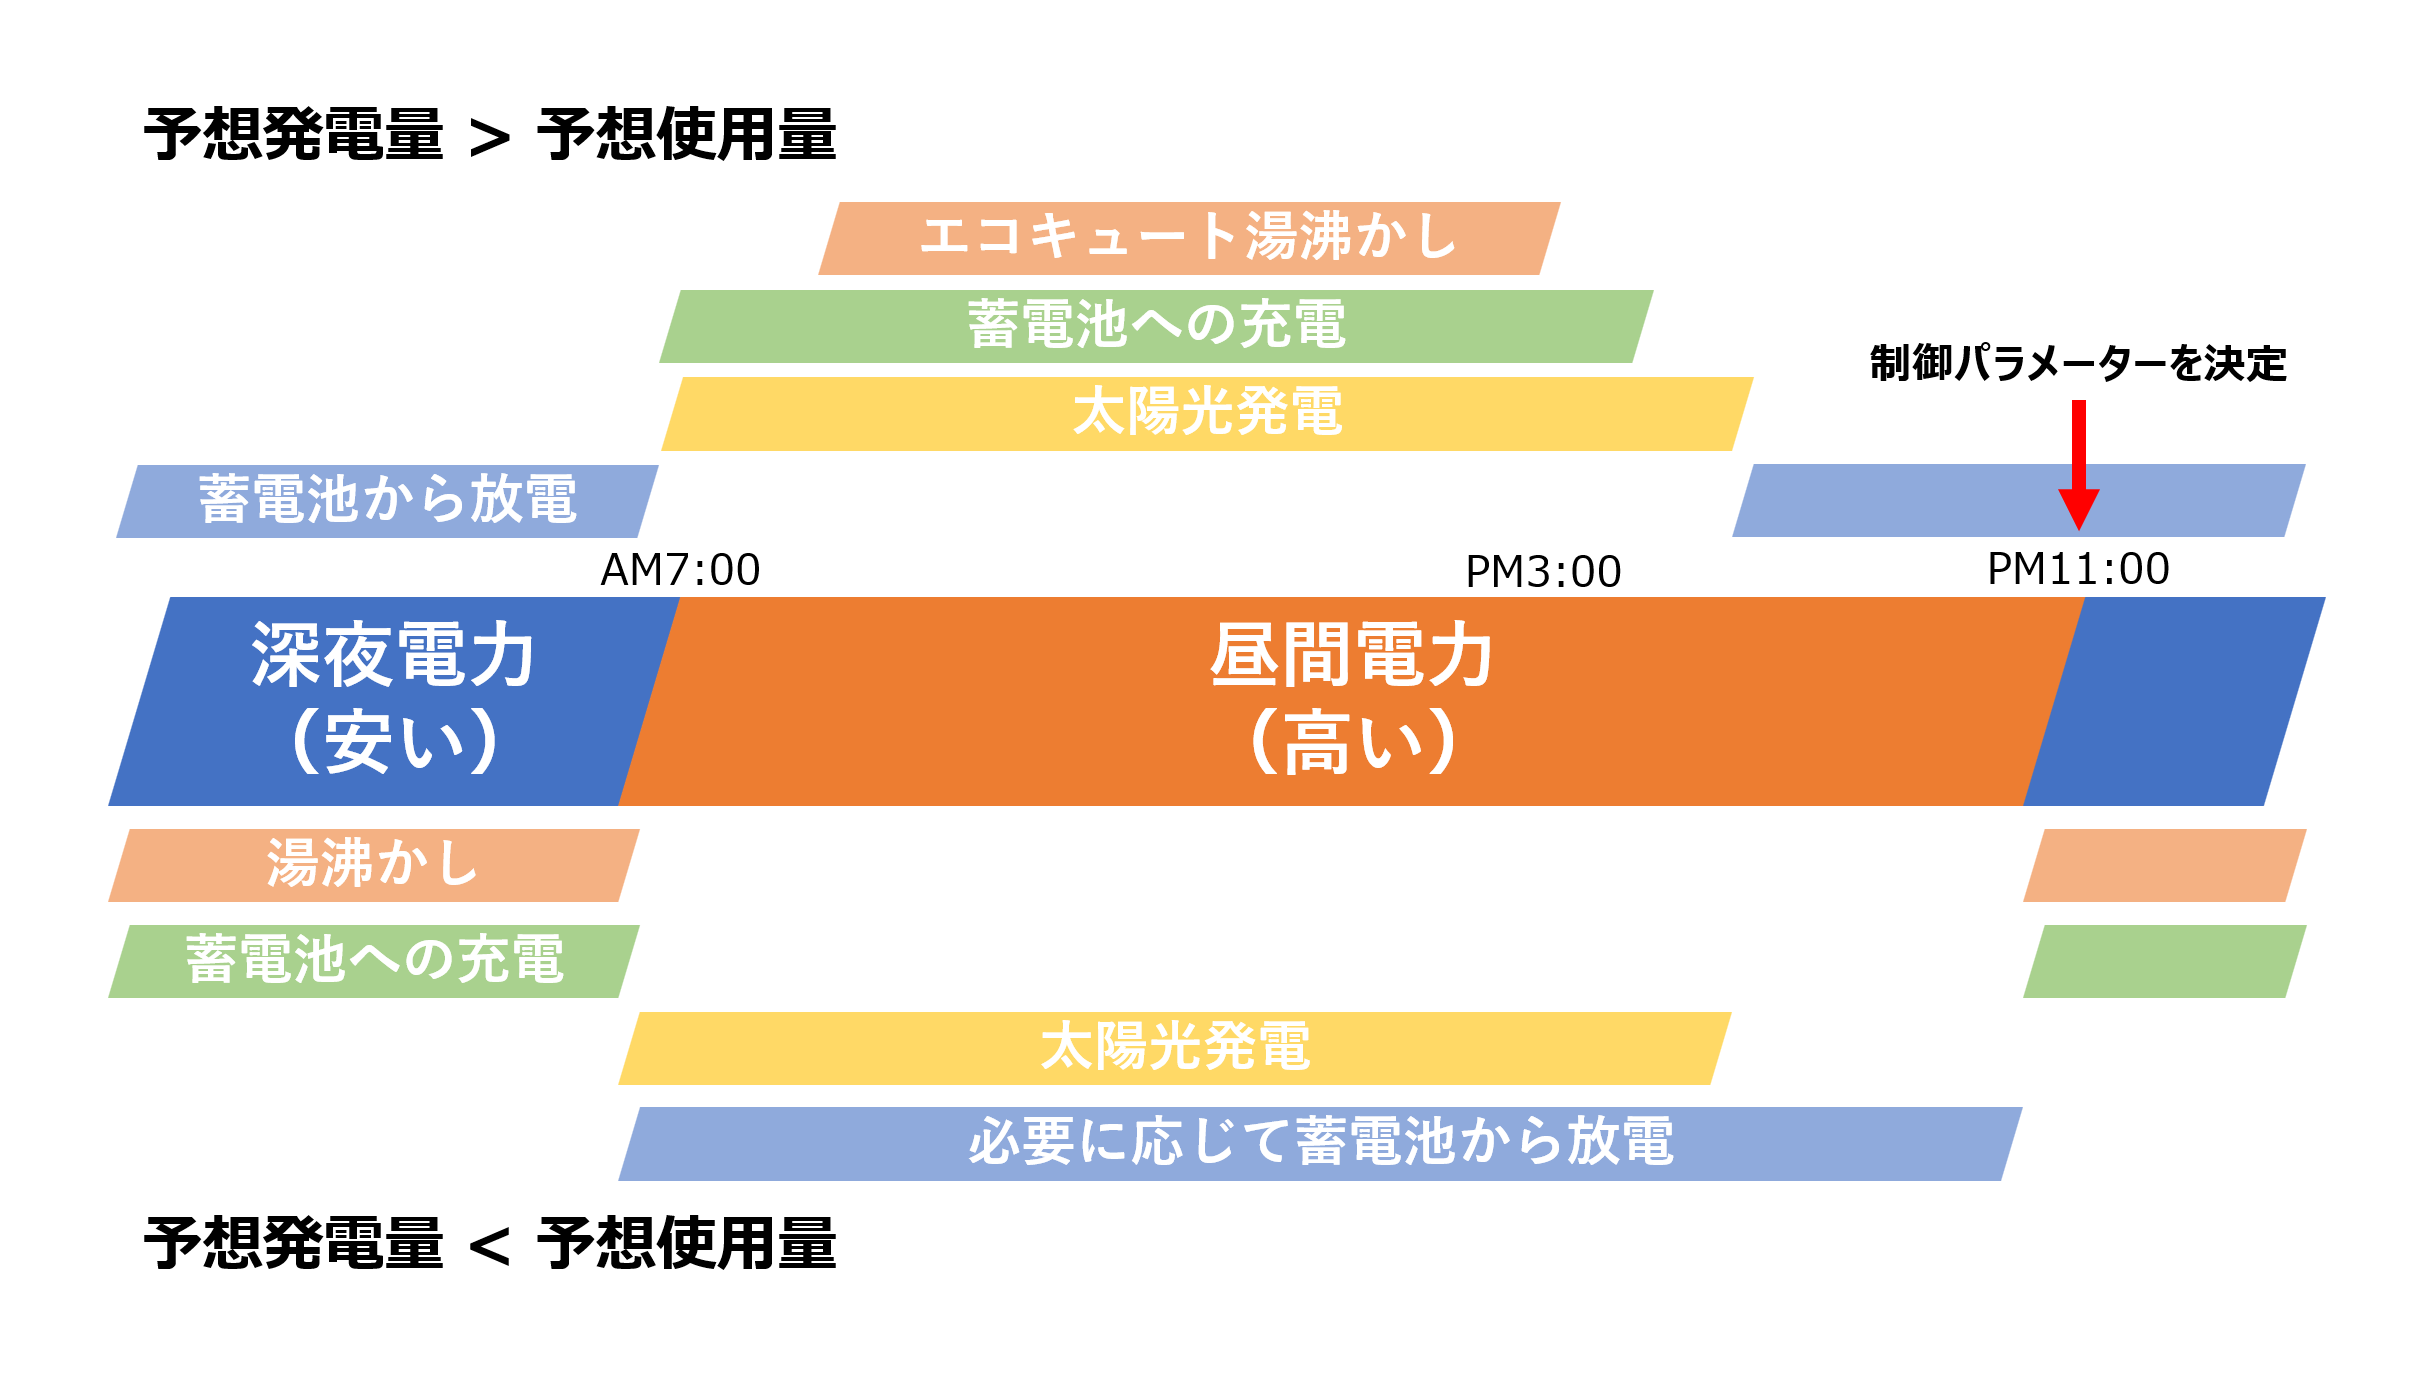 予想発電量 > 予想使用量
エコキュート湯沸かし
蓄電池への充電
制御パラメーターを決定
太陽光発電
蓄電池から放電
AM7:00
PM3:00
PM11:00
深夜電力
（安い）
昼間電力
（高い）
湯沸かし
蓄電池への充電
太陽光発電
必要に応じて蓄電池から放電
予想発電量 < 予想使用量